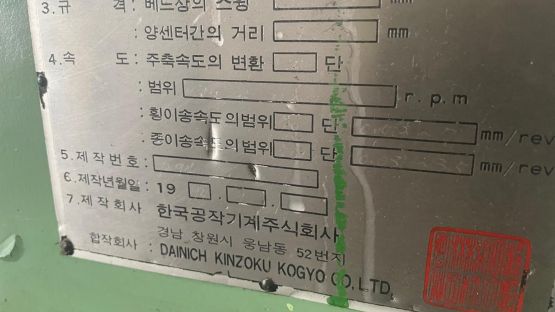 3.규 격 : 베드상의 스윙 mm
: 양센터간의 거리 mm
4.속 도 : 주축속도의 변환 단
: 범위 r.p.m
: 횡이송속도의범위 단 mm/rev
: 종이송속도의범위 단 mm/rev
5.제작번호 :
6.제작년월일 : 19 . .
7.제작회사 : 한국공작기계주식회사
경남 창원시 웅남동 52번지
합작회사 : DAINICH KINZOKU KOGYO CO.LTD.